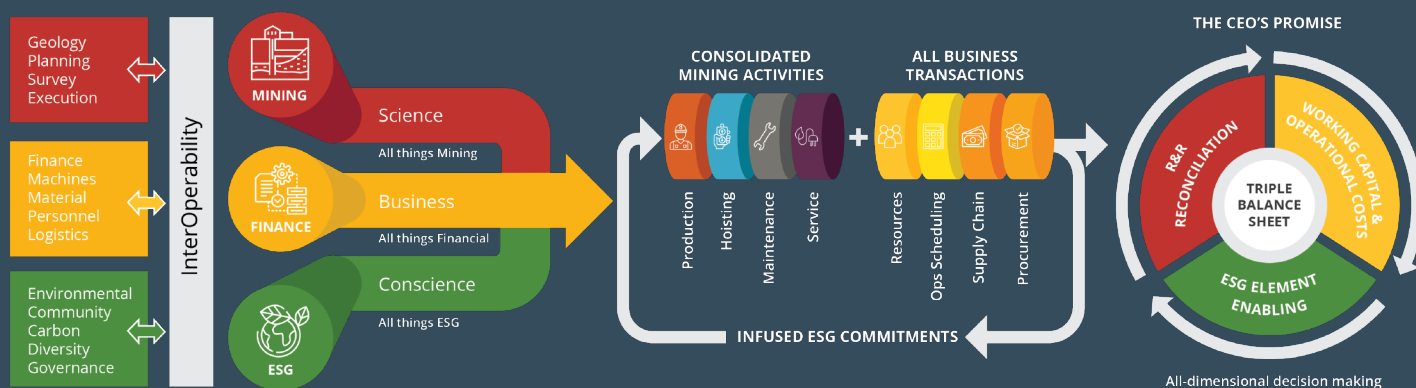 Geology
Planning
Survey
Execution
Finance
Machines
Material
Personnel
Logistics
Environmental
Community
Carbon
Diversity
Governance
InterOperability
MINING
FINANCE
ESG
Science
All things Mining
Business
All things Financial
Conscience
All things ESG
CONSOLIDATED
MINING ACTIVITIES
Production
Hoisting
Maintenance
Service
+
ALL BUSINESS
TRANSACTIONS
Resources
Ops Scheduling
Supply Chain
Procurement
INFUSED ESG COMMITMENTS
THE CEO'S PROMISE
R&R
RECONCILIATION
WORKING CAPITAL &
OPERATIONAL COSTS
TRIPLE
BALANCE
SHEET
ESG ELEMENT
ENABLING
All-dimensional decision making